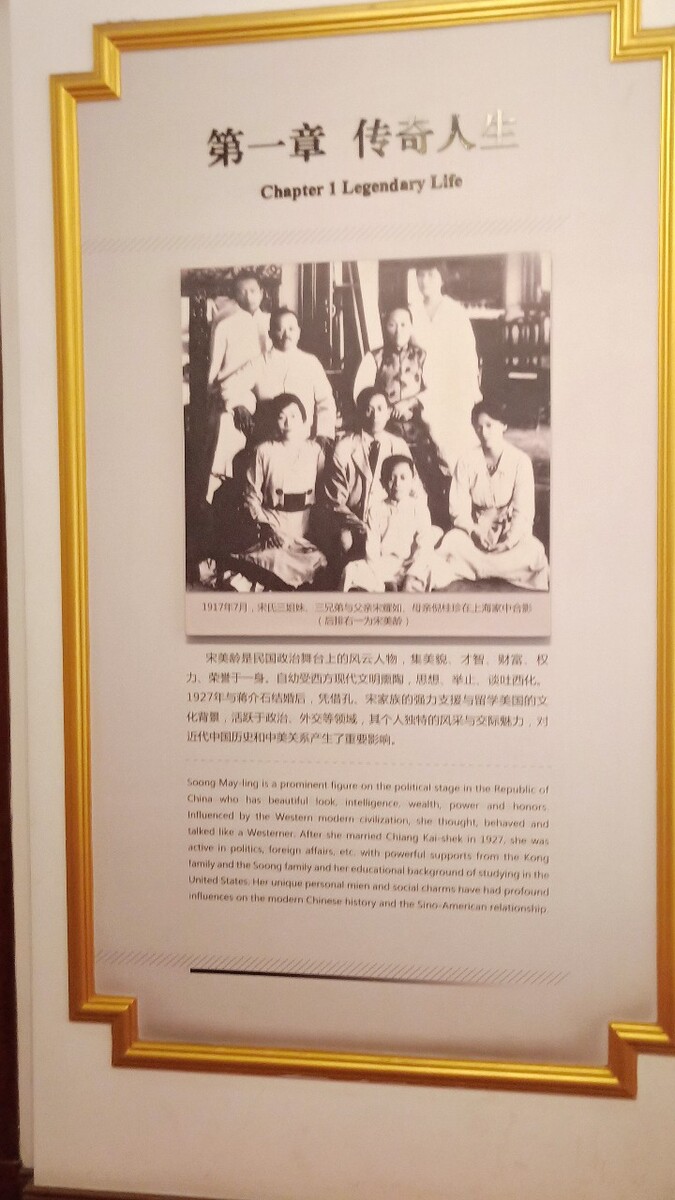 第一章 传奇人生
Chapter 1 Legendary Life
1917年7月，宋氏三姐妹、三兄弟与父亲宋耀如、母亲倪桂珍在上海家中合影
（后排右一为宋美龄）
宋美龄是民国政治舞台上的风云人物，集美貌、才智、财富、权
力、荣誉于一身。自幼受西方现代文明熏陶，思想、举止、谈吐西化。
1927年与蒋介石结婚后，凭借孔、宋家族的强力支援与留学美国的文
化背景，活跃于政治、外交等领域，其个人独特的风采与交际魅力，对
近代中国历史和中美关系产生了重要影响。
Soong May-ling is a prominent figure on the political stage in the Republic of
China who has beautiful look, intelligence, wealth, power and honors.
Influenced by the Western modern civilization, she thought, behaved and
talked like a Westerner. After she married Chiang Kai-shek in 1927, she was
active in politics, foreign affairs, etc. with powerful supports from the Kong
family and the Soong family and her educational background of studying in the
United States. Her unique personal mien and social charms have had profound
influences on the modern Chinese history and the Sino-American relationship.